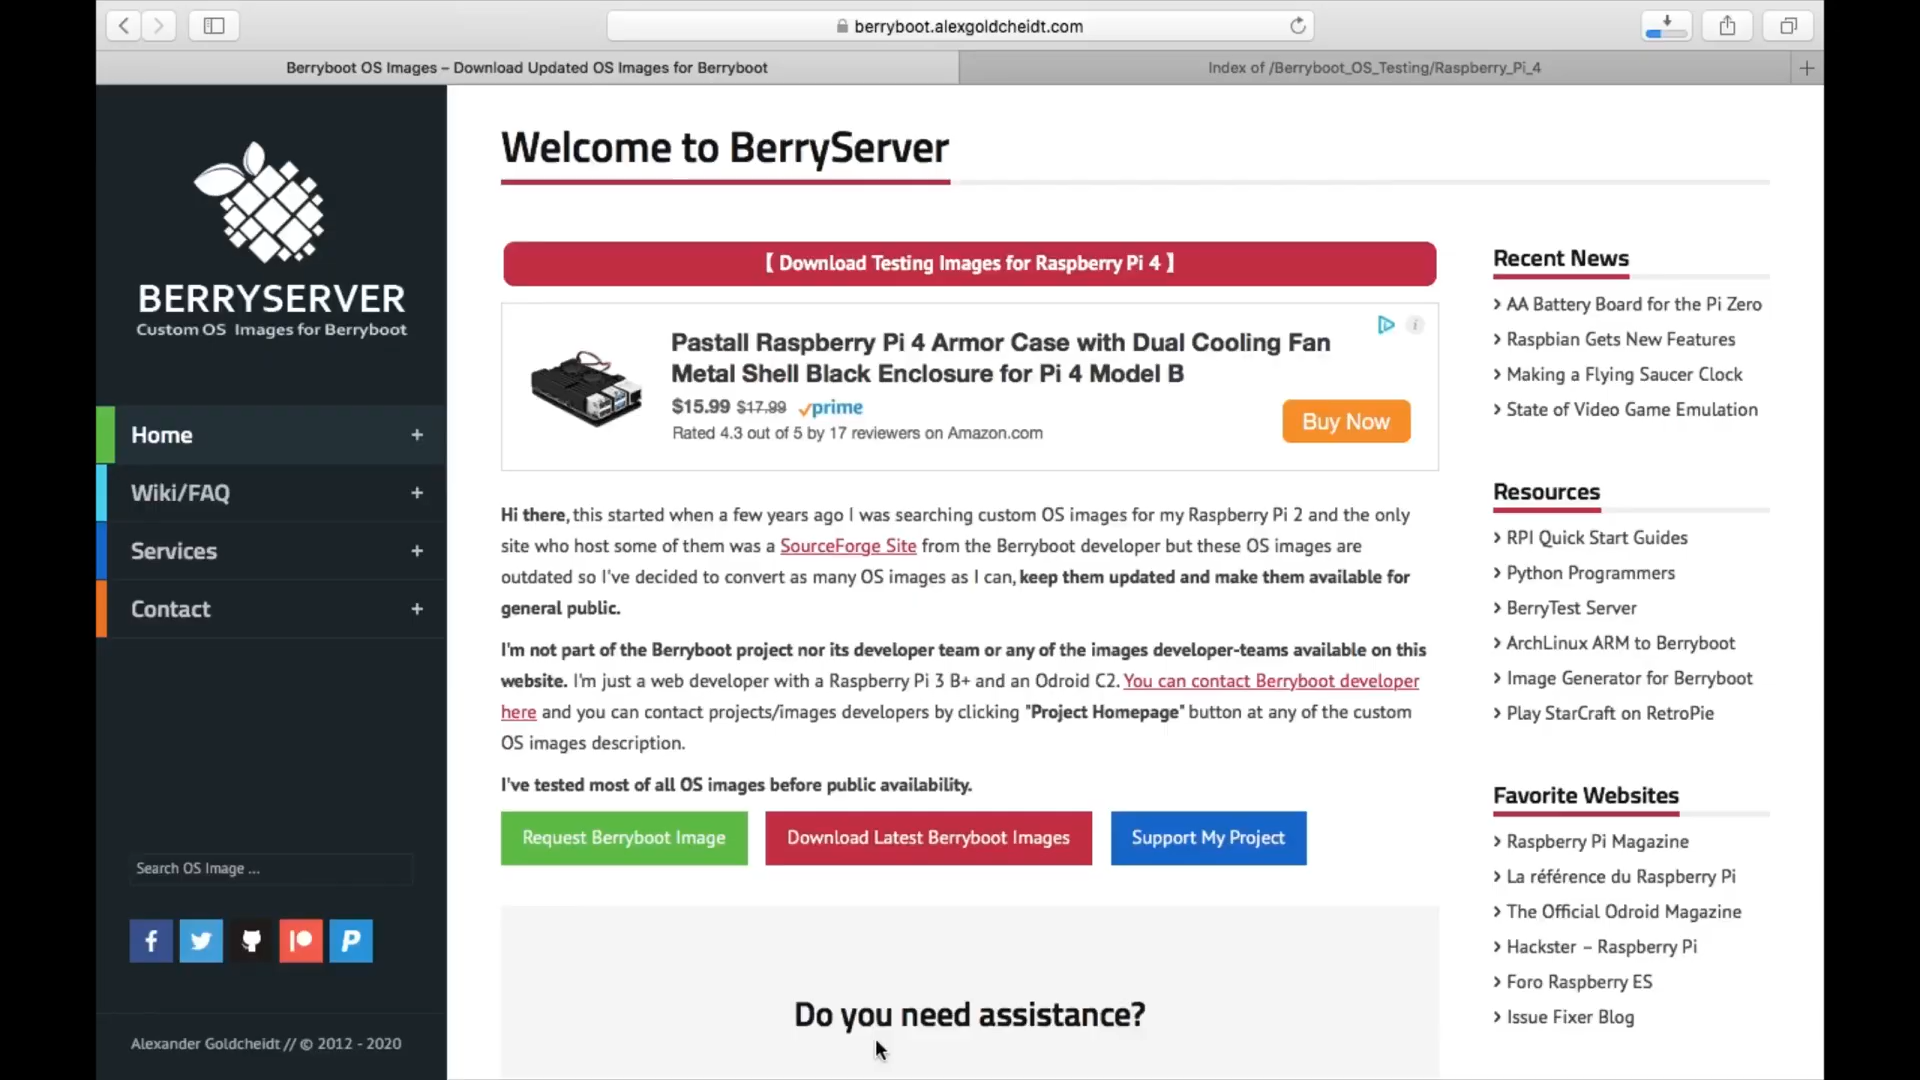 berryboot.alexgoldcheidt.com
Berryboot OS Images – Download Updated OS Images for Berryboot
Index of /Berryboot_OS_Testing/Raspberry_Pi_4
BERRYSERVER
Custom OS Images for Berryboot
Home
Wiki/FAQ
Services
Contact
Search OS Image ...
Alexander Goldcheidt // © 2012 - 2020
Welcome to BerryServer
【 Download Testing Images for Raspberry Pi 4 】
Pastall Raspberry Pi 4 Armor Case with Dual Cooling Fan
Metal Shell Black Enclosure for Pi 4 Model B
$15.99 $17.99 prime
Rated 4.3 out of 5 by 17 reviewers on Amazon.com
Buy Now
Hi there, this started when a few years ago I was searching custom OS images for my Raspberry Pi 2 and the only
site who host some of them was a SourceForge Site from the Berryboot developer but these OS images are
outdated so I've decided to convert as many OS images as I can, keep them updated and make them available for
general public.
I'm not part of the Berryboot project nor its developer team or any of the images developer-teams available on this
website. I'm just a web developer with a Raspberry Pi 3 B+ and an Odroid C2. You can contact Berryboot developer
here and you can contact projects/images developers by clicking "Project Homepage" button at any of the custom
OS images description.
I've tested most of all OS images before public availability.
Request Berryboot Image
Download Latest Berryboot Images
Support My Project
Do you need assistance?
Recent News
AA Battery Board for the Pi Zero
Raspbian Gets New Features
Making a Flying Saucer Clock
State of Video Game Emulation
Resources
RPI Quick Start Guides
Python Programmers
BerryTest Server
ArchLinux ARM to Berryboot
Image Generator for Berryboot
Play StarCraft on RetroPie
Favorite Websites
Raspberry Pi Magazine
La référence du Raspberry Pi
The Official Odroid Magazine
Hackster – Raspberry Pi
Foro Raspberry ES
Issue Fixer Blog